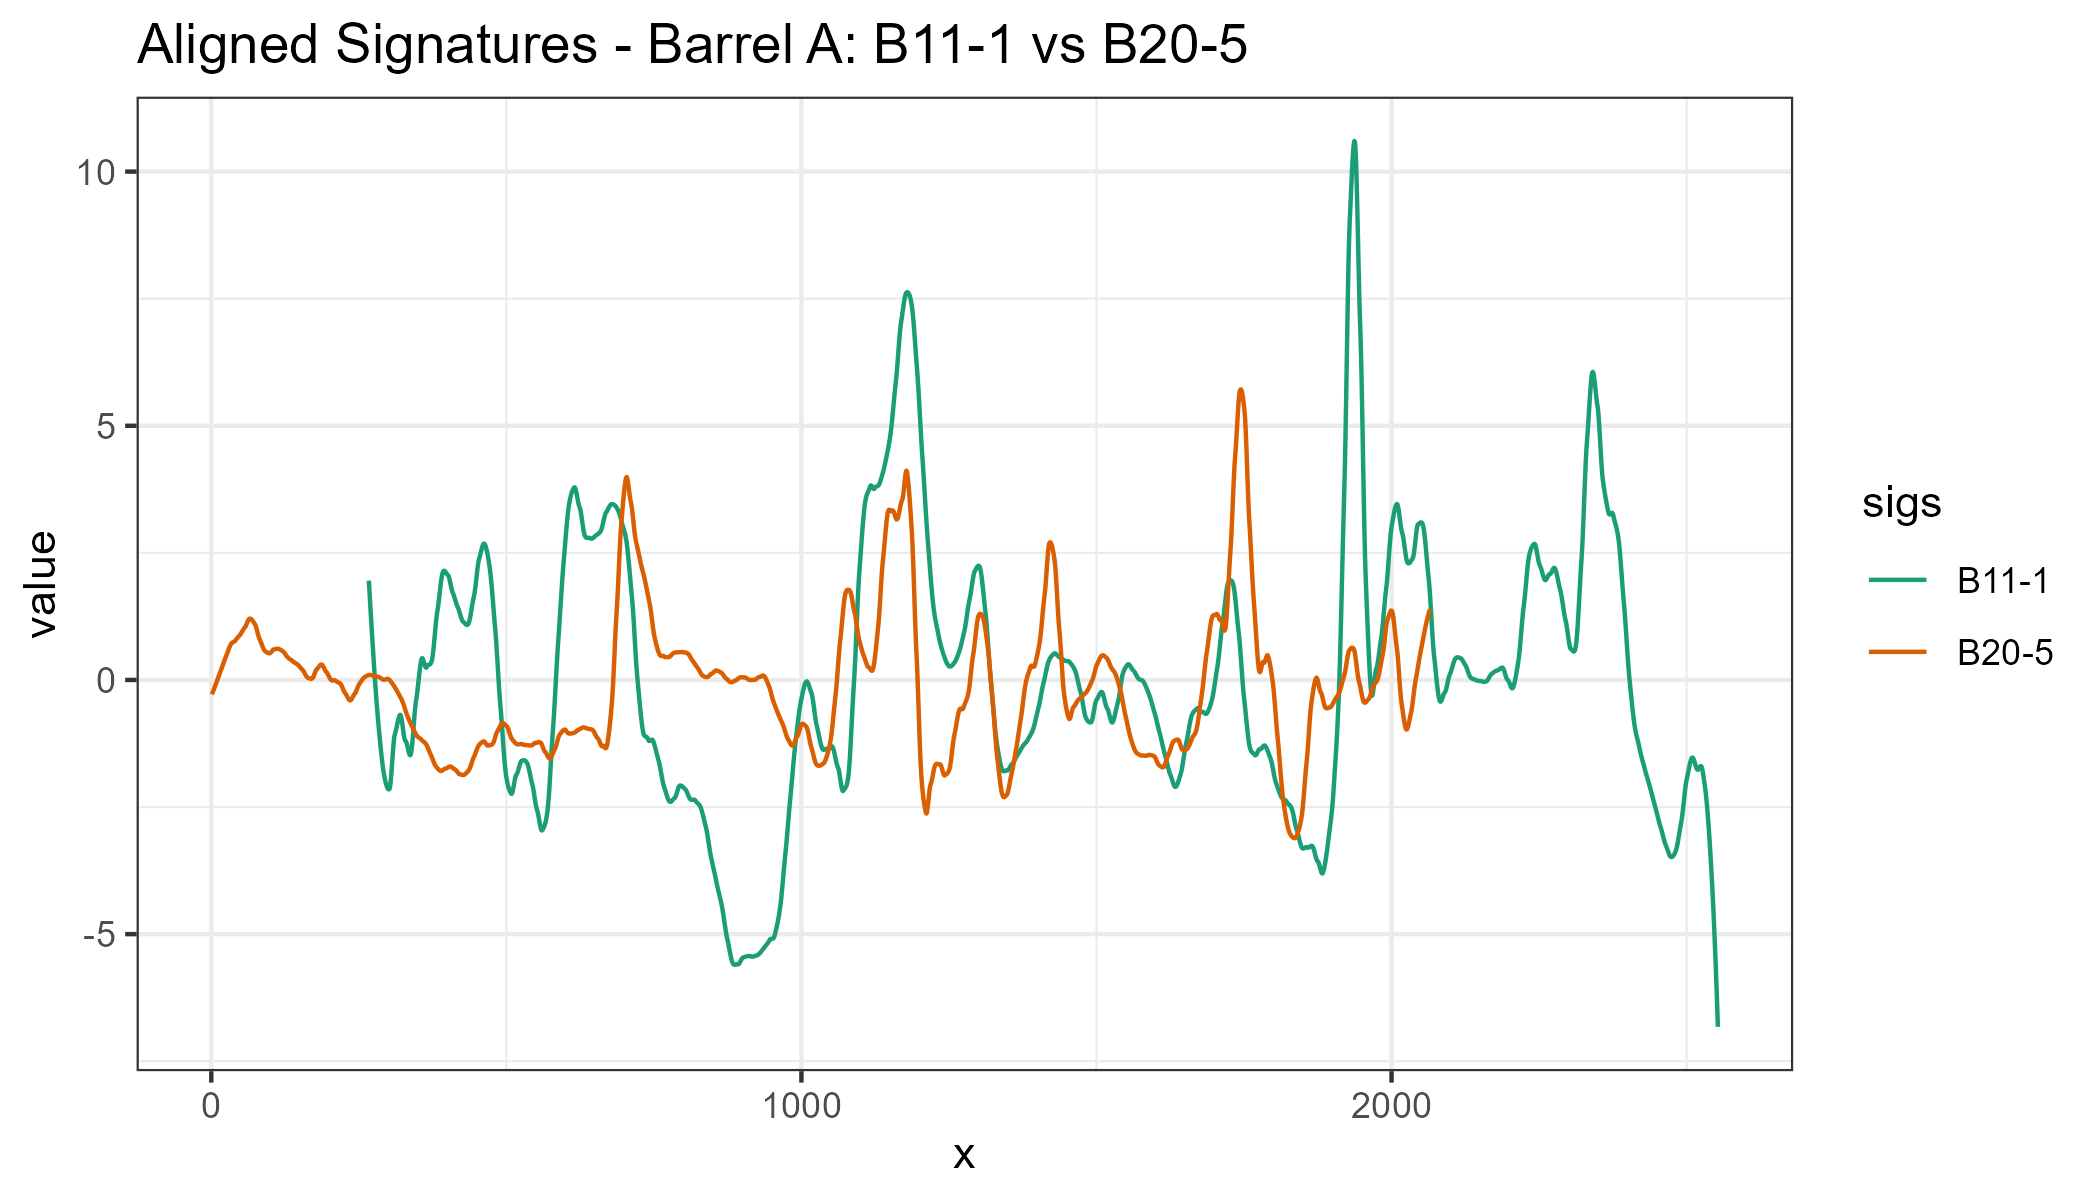 Aligned Signatures - Barrel A: B11-1 vs B20-5
10
5
0
-5
value
0 1000 2000
x
sigs
B11-1
B20-5